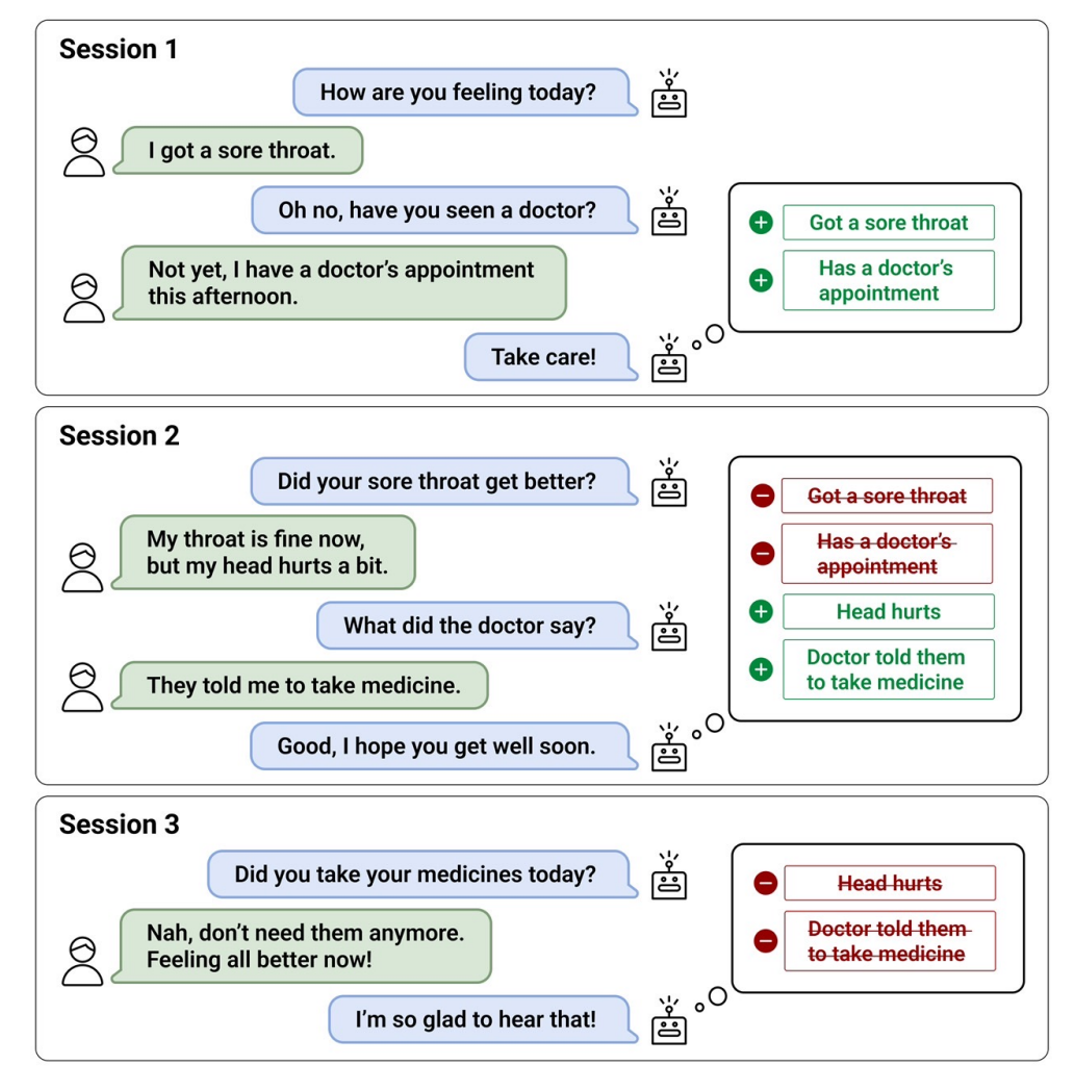 Session 1
How are you feeling today?
I got a sore throat.
Oh no, have you seen a doctor?
Not yet, I have a doctor’s appointment
this afternoon.
Take care!
Got a sore throat
Has a doctor’s
appointment
Session 2
Did your sore throat get better?
My throat is fine now,
but my head hurts a bit.
What did the doctor say?
They told me to take medicine.
Good, I hope you get well soon.
Got a sore throat
Has a doctor’s
appointment
Head hurts
Doctor told them
to take medicine
Session 3
Did you take your medicines today?
Nah, don’t need them anymore.
Feeling all better now!
I’m so glad to hear that!
Head hurts
Doctor told them
to take medicine